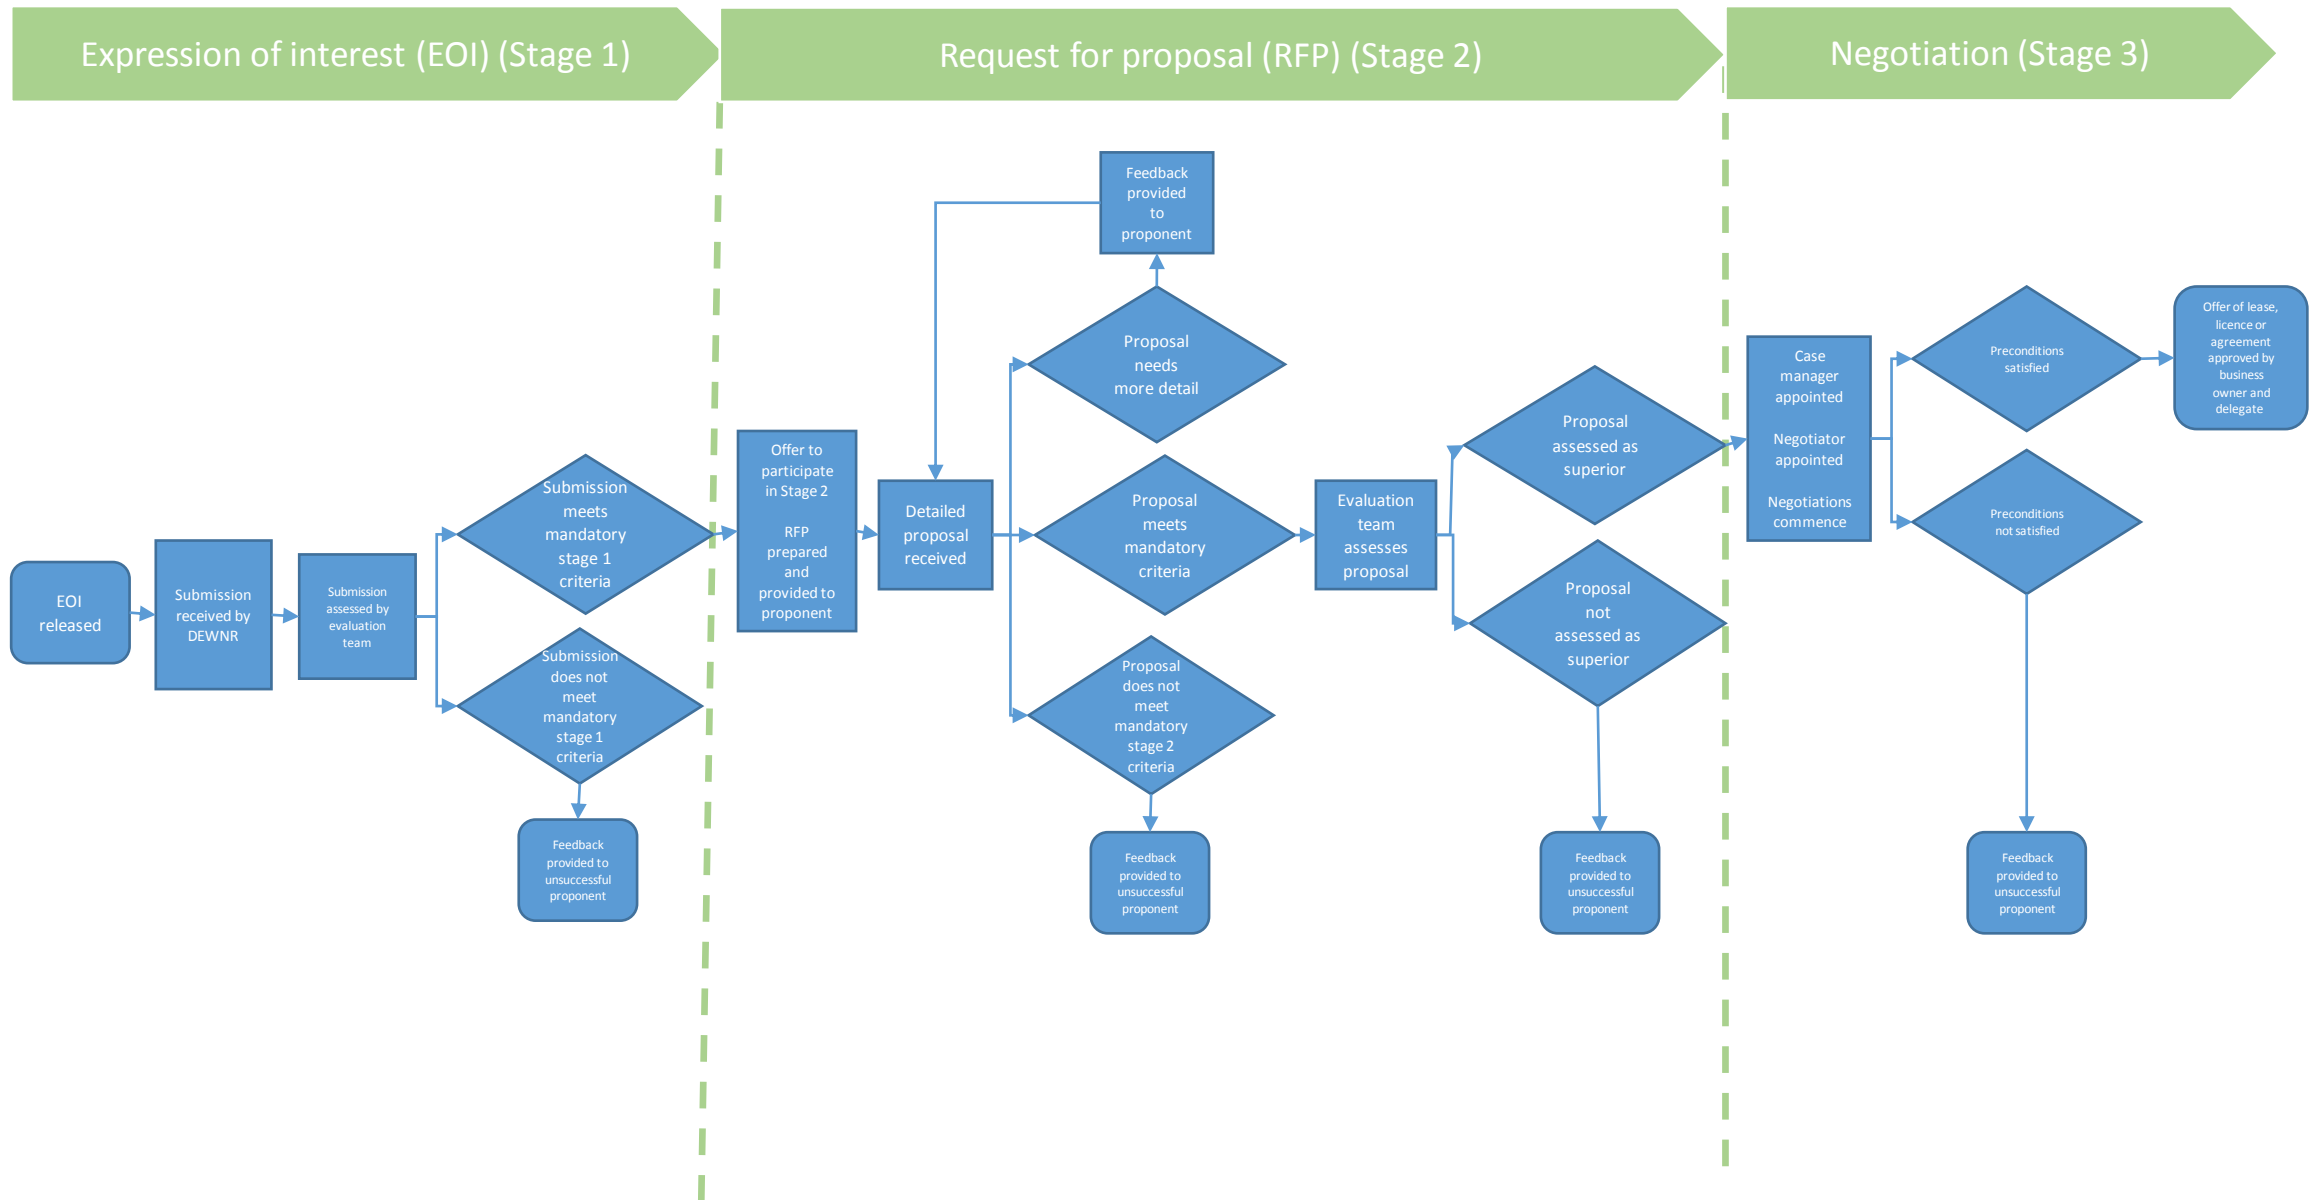 Expression of interest (EOI) (Stage 1)
Request for proposal (RFP) (Stage 2)
Negotiation (Stage 3)
EOI
released
Submission
received by
DEWNR
Submission
assessed by
evaluation
team
Submission
meets
mandatory
stage 1
criteria
Submission
does not
meet
mandatory
stage 1
criteria
Feedback
provided to
unsuccessful
proponent
Offer to
participate
in Stage 2
RFP
prepared
and
provided to
proponent
Detailed
proposal
received
Feedback
provided
to
proponent
Proposal
needs
more detail
Proposal
meets
mandatory
criteria
Proposal
does not
meet
mandatory
stage 2
criteria
Feedback
provided to
unsuccessful
proponent
Evaluation
team
assesses
proposal
Proposal
assessed as
superior
Proposal
not
assessed as
superior
Feedback
provided to
unsuccessful
proponent
Case
manager
appointed
Negotiator
appointed
Negotiations
commence
Preconditions
satisfied
Preconditions
not satisfied
Offer of lease,
licence or
agreement
approved by
business
owner and
delegate
Feedback
provided to
unsuccessful
proponent